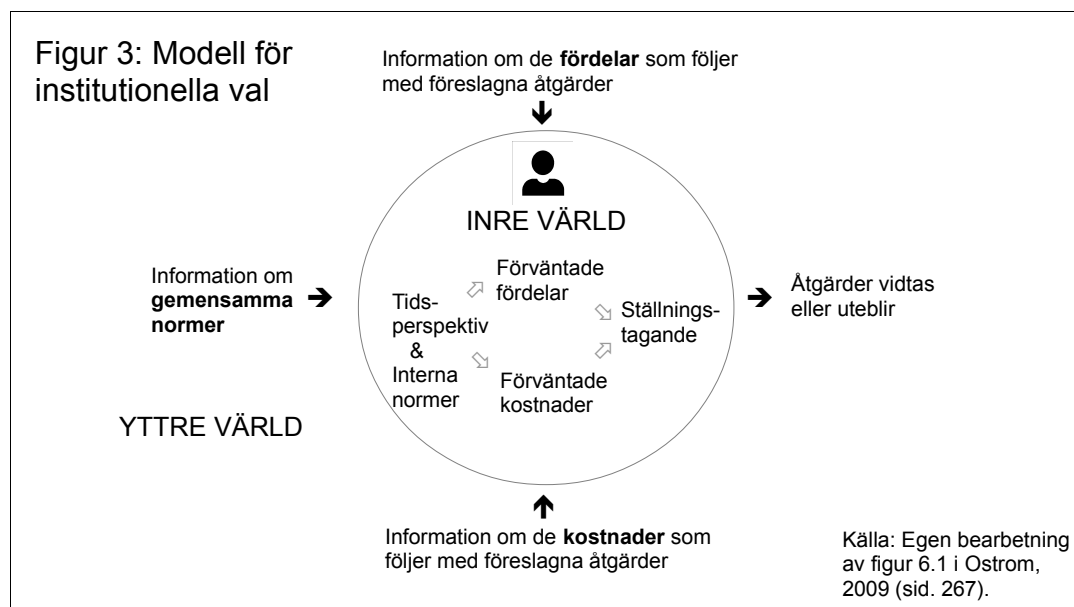 Figur 3: Modell för
institutionella val
Information om de fördelar som följer
med föreslagna åtgärder
INRE VÄRLD
Information om
gemensamma
normer
Tids-
perspektiv
&
Interna
normer
Förväntade
fördelar
Förväntade
kostnader
Ställnings-
tagande
Åtgärder vidtas
eller uteblir
YTTRE VÄRLD
Information om de kostnader som
följer med föreslagna åtgärder
Källa: Egen bearbetning
av figur 6.1 i Ostrom,
2009 (sid. 267).